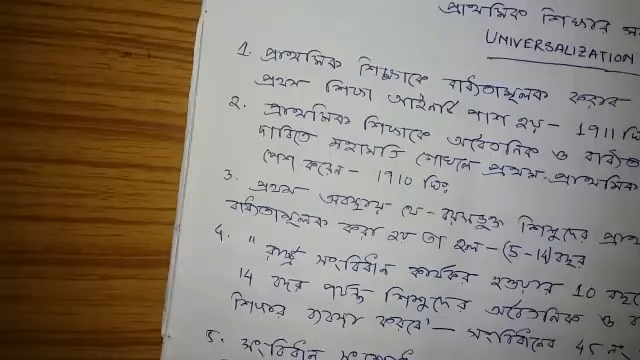 প্রাথমিক শিক্ষার
UNIVERSALIZATION
1. প্রাথমিক শিক্ষাকে বাধ্যতামূলক করার
প্রথম শিক্ষা আইনটি পাশ হয় - 1911
2. প্রাথমিক শিক্ষাকে অবৈতনিক ও
দাবিতে মহামতি গোখলে প্রথম প্রাথমিক
পেশ করেন - 1910 খ্রিঃ
3. প্রথম অবস্থায় যে-বয়সভুক্ত শিশুদের
বাধ্যতামূলক করা হয় তা হল - (5-14) বছর
4. " রাষ্ট্র সংবিধান কার্যকর হওয়ার 10
14 বছর পর্যন্ত শিশুদের অবৈতনিক ও
শিক্ষার ব্যবস্থা করবে' - সংবিধানের 45 নং
5. সংবিধান